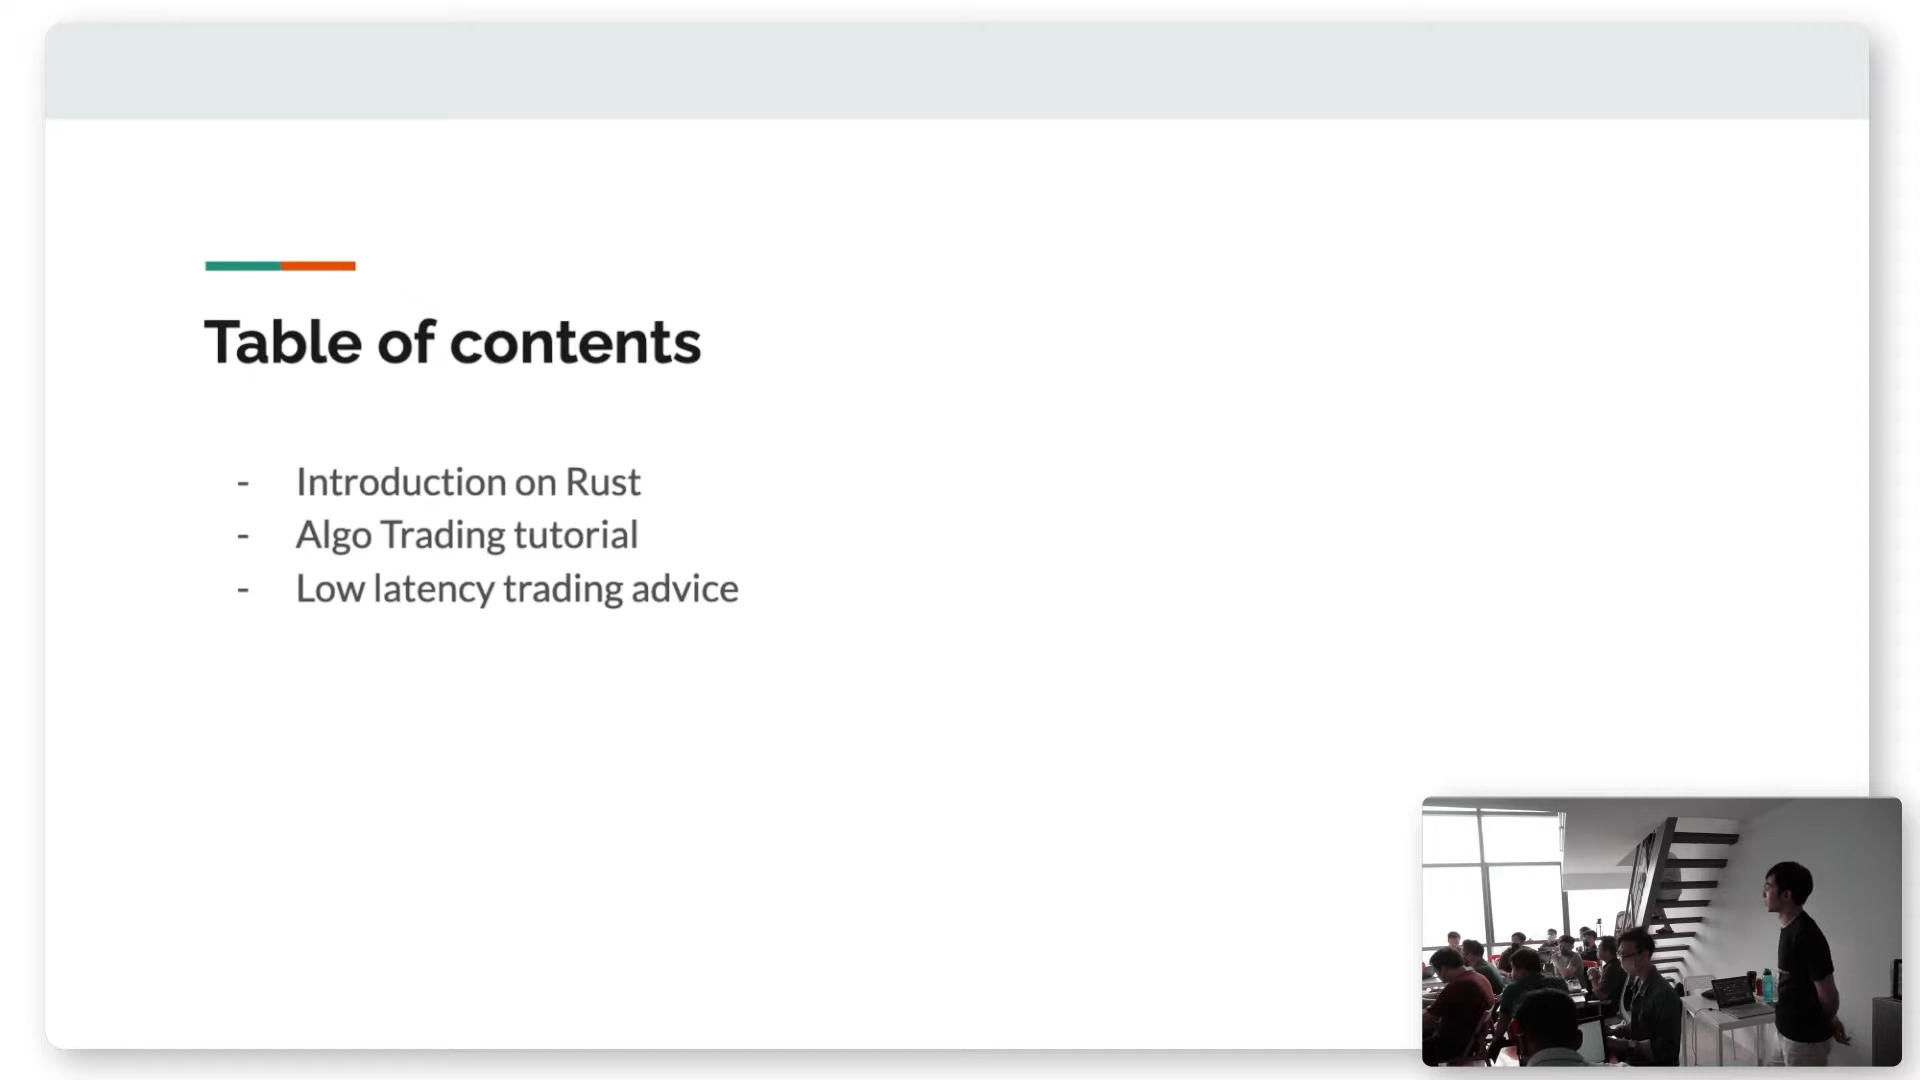 Table of contents
- Introduction on Rust
- Algo Trading tutorial
- Low latency trading advice